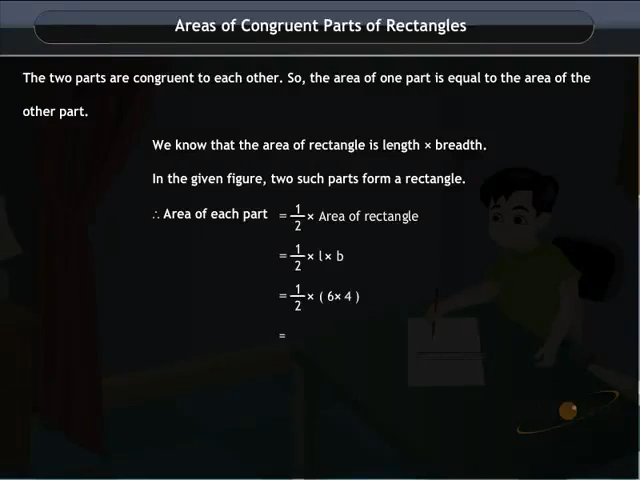 Areas of Congruent Parts of Rectangles
The two parts are congruent to each other. So, the area of one part is equal to the area of the
other part.
We know that the area of rectangle is length × breadth.
In the given figure, two such parts form a rectangle.
∴ Area of each part = 1/2 × Area of rectangle
= 1/2 × l × b
= 1/2 × ( 6× 4 )
=